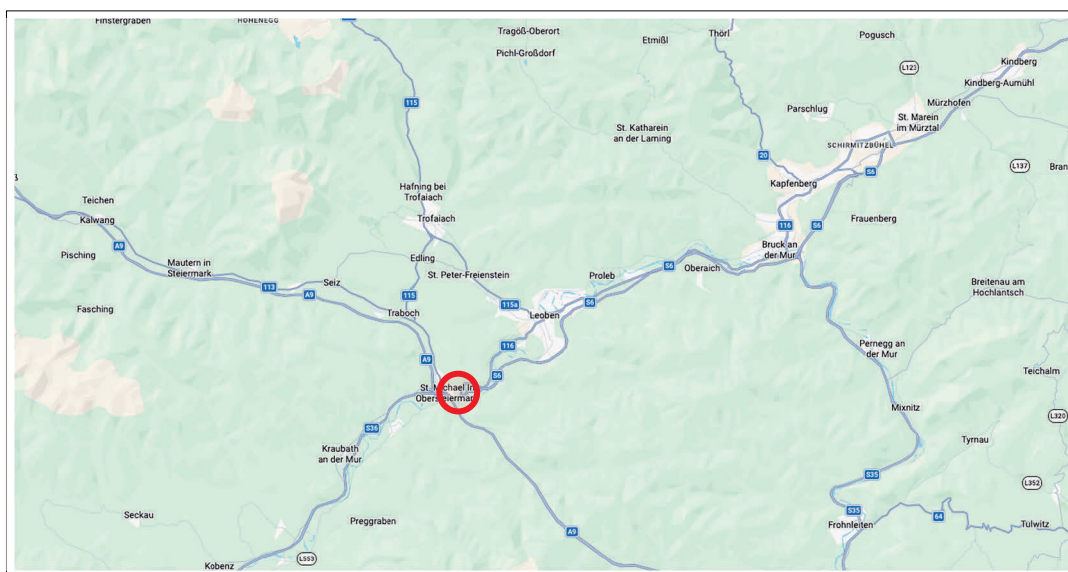 Finstergraben
HOHENEGG
Tragöß-Oberort
Pichl-Großdorf
Etmißl
Thörl
Pogusch
L123
Kindberg
Kindberg-Aumühl
Mürzhofen
115
Parschlug
St. Marein
im Mürztal
St. Katharein
an der Laming
SCHIRMITZBÜHEL
20
S6
L137
Bran
Kapfenberg
Hafning bei
Trofaiach
Teichen
Kalwang
Trofaiach
116
S6
Frauenberg
A9
Bruck an
der Mur
Pisching
Mautern in
Steiermark
Edling
St. Peter-Freienstein
Proleb
S6
Oberaich
Breitenau am
Hochlantsch
113
A9
Seiz
115
Fasching
Traboch
115a
S6
Leoben
Pernegg an
der Mur
116
A9
Teichalm
S6
St. Michael in
Obersteiermark
Mixnitz
L320
S36
Kraubath
an der Mur
Tyrnau
S35
L352
Seckau
Preggraben
S35
64
Frohnleiten
Tulwitz
A9
Kobenz
L553